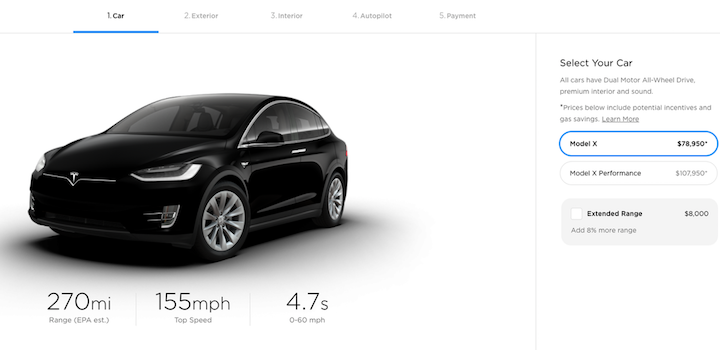 1. Car
2. Exterior
3. Interior
4. Autopilot
5. Payment
Select Your Car
All cars have Dual Motor All-Wheel Drive,
premium interior and sound.
*Prices below include potential incentives and
gas savings. Learn More
Model X $78,950*
Model X Performance $107,950*
Extended Range $8,000
Add 8% more range
270mi
Range (EPA est.)
155mph
Top Speed
4.7s
0-60 mph